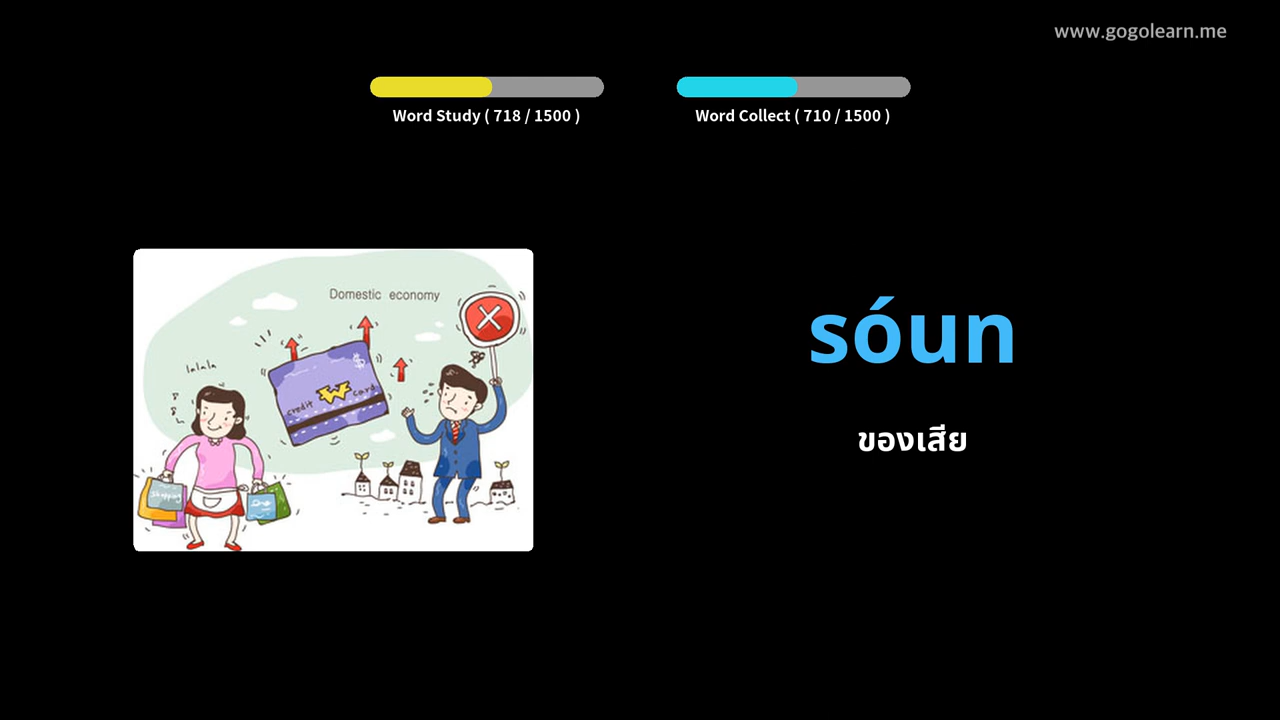 www.gogolearn.me
Word Study ( 718 / 1500 )
Word Collect ( 710 / 1500 )
Domestic economy
lalala
credit card
$
W
shopping
sóun
ของเสีย